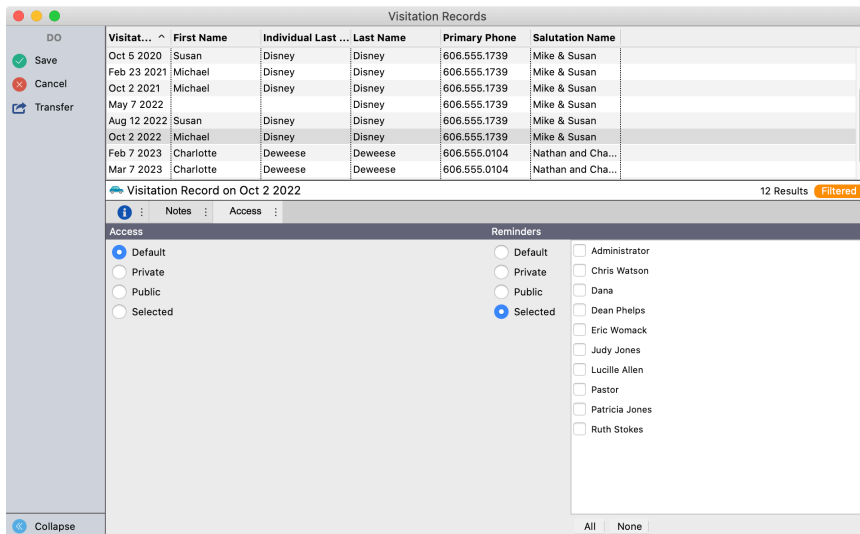 Visitation Records
DO
Save
Cancel
Transfer
Visitat... First Name Individual Last ... Last Name Primary Phone Salutation Name
Oct 5 2020 Susan Disney Disney 606.555.1739 Mike & Susan
Feb 23 2021 Michael Disney Disney 606.555.1739 Mike & Susan
Oct 2 2021 Michael Disney Disney 606.555.1739 Mike & Susan
May 7 2022 Disney 606.555.1739 Mike & Susan
Aug 12 2022 Susan Disney Disney 606.555.1739 Mike & Susan
Oct 2 2022 Michael Disney Disney 606.555.1739 Mike & Susan
Feb 7 2023 Charlotte Deweese Deweese 606.555.0104 Nathan and Cha...
Mar 7 2023 Charlotte Deweese Deweese 606.555.0104 Nathan and Cha...
Visitation Record on Oct 2 2022 12 Results Filtered
Notes Access
Access Reminders
Default Default Administrator
Private Private Chris Watson
Public Public Dana
Selected Selected Dean Phelps
Eric Womack
Judy Jones
Lucille Allen
Pastor
Patricia Jones
Ruth Stokes
Collapse All None